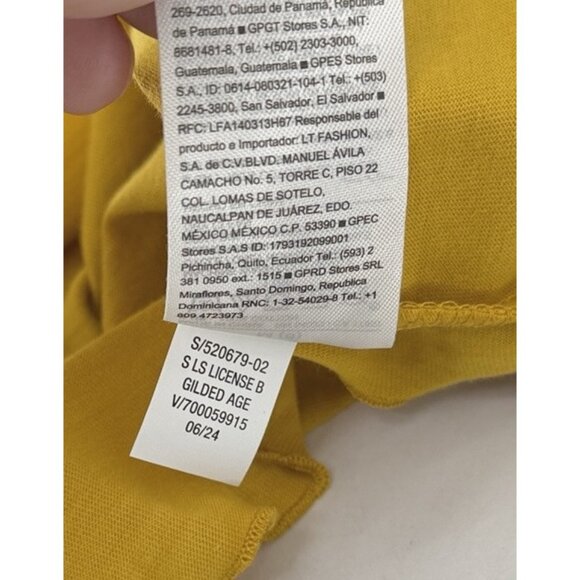 269-2620, Ciudad de Panamá, República
de Panamá ■ GPGT Stores S.A., NIT:
8681481-8, Tel.: +(502) 2303-3000,
Guatemala, Guatemala ■ GPES Stores
S.A., ID: 0614-080321-104-1 Tel.: +(503)
2245-3800, San Salvador, El Salvador ■
RFC: LFA140313H67 Responsable del
producto e Importador: LT FASHION,
S.A. de C.V.BLVD. MANUEL ÁVILA
CAMACHO No. 5, TORRE C, PISO 22
COL. LOMAS DE SOTELO,
NAUCALPAN DE JUÁREZ, EDO.
MÉXICO MÉXICO C.P. 53390 ■ GPEC
Stores S.A.S ID: 1793192099001
Pichincha, Quito, Ecuador Tel.: (593) 2
381 0950 ext.: 1515 ■ GPRD Stores SRL
Miraflores, Santo Domingo, Republica
Dominicana RNC: 1-32-54029-8 Tel.: +1
809 4723973
S/520679-02
S LS LICENSE B
GILDED AGE
V/700059915
06/24